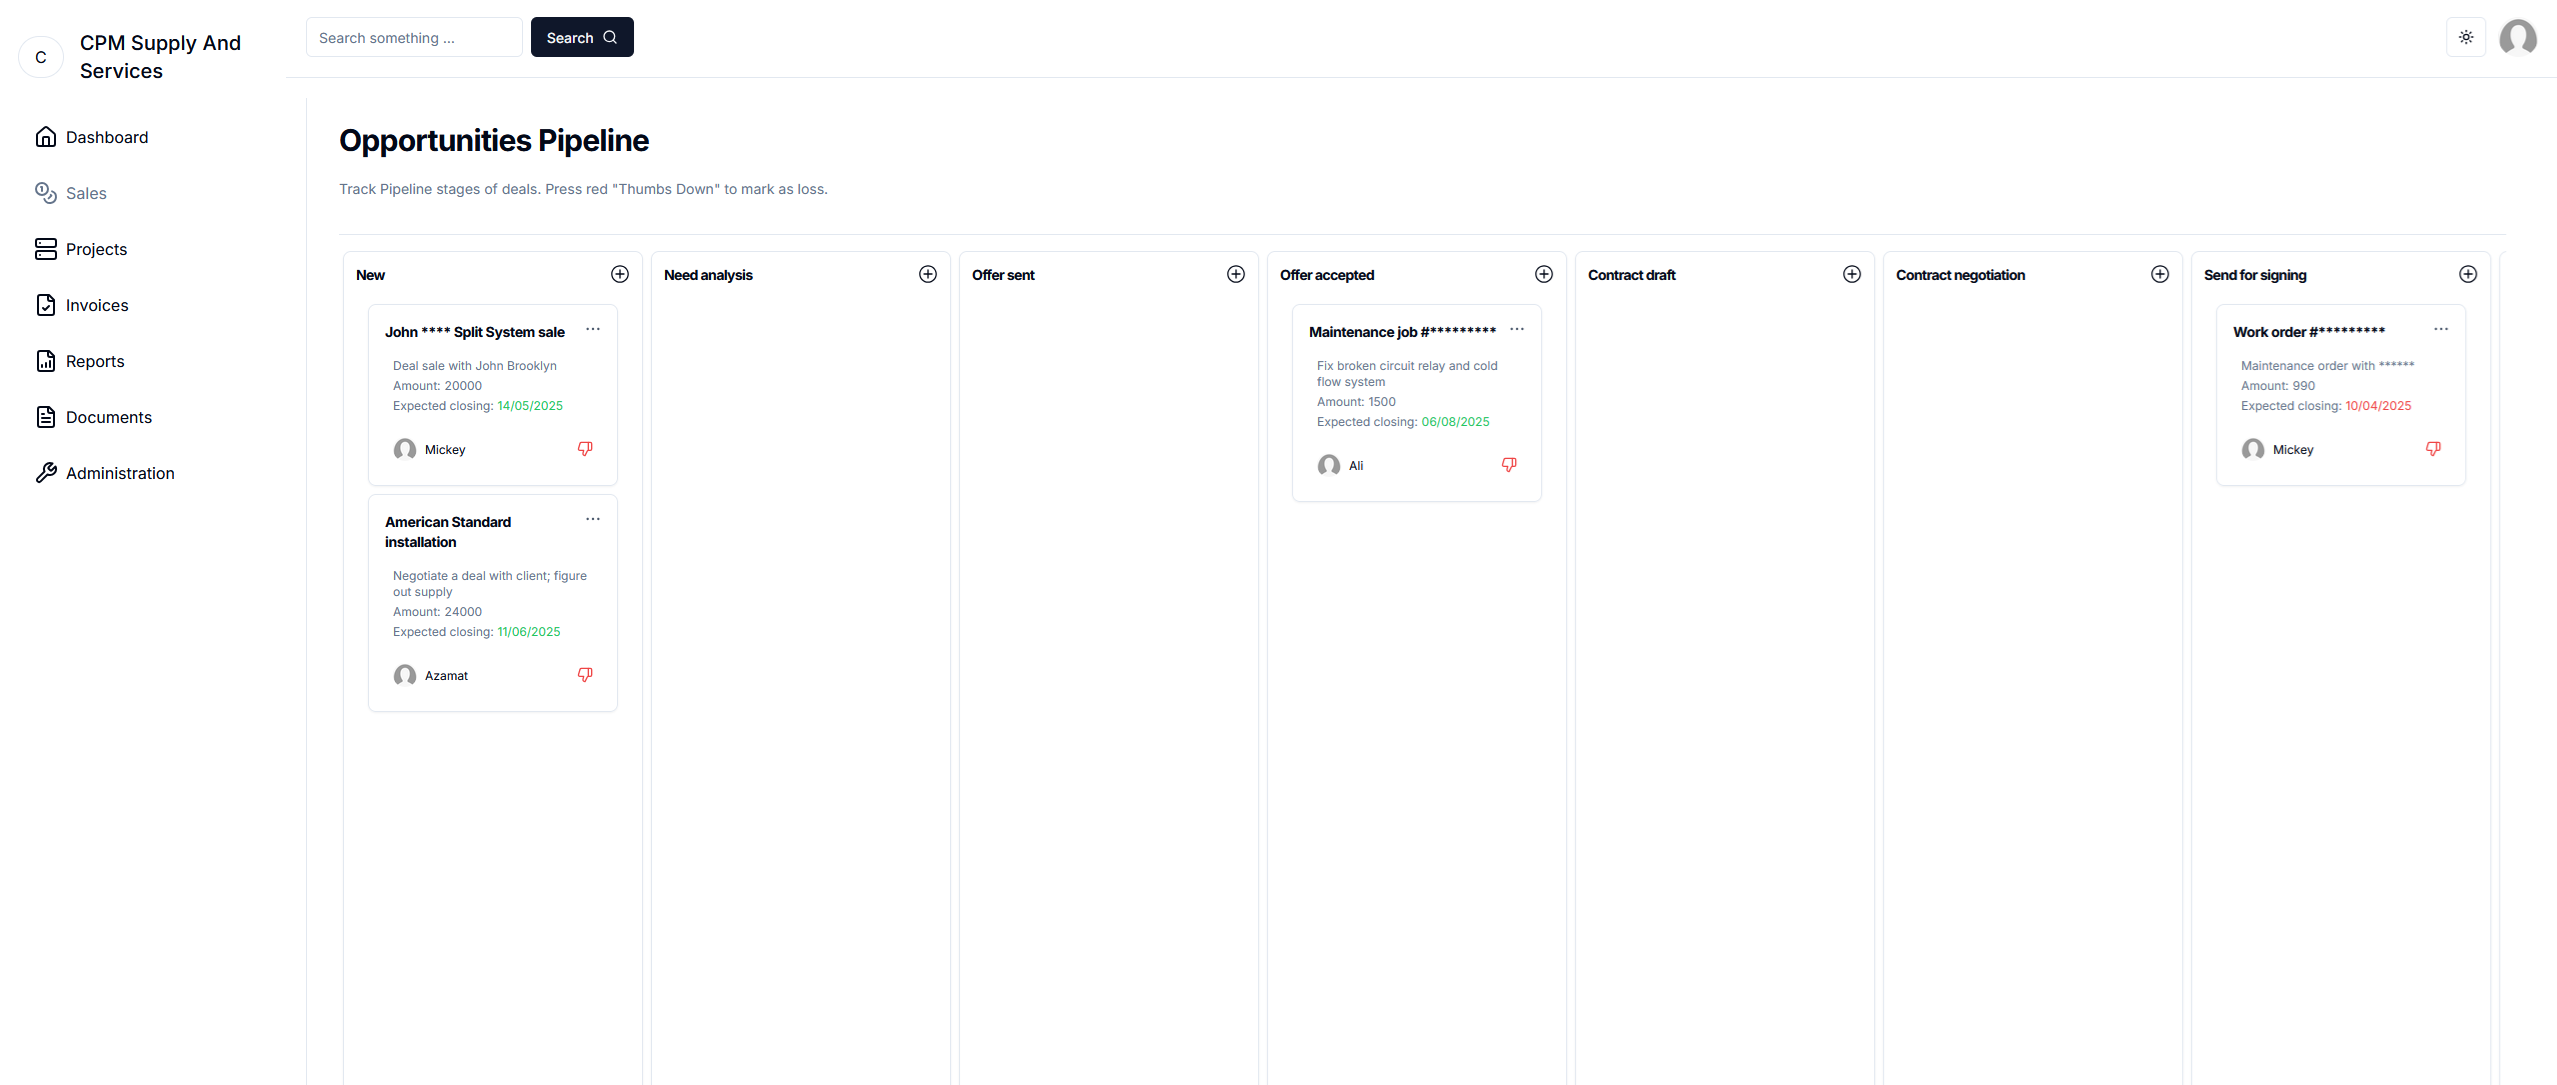 C
CPM Supply And
Services
Search something ...
Search
Dashboard
Sales
Projects
Invoices
Reports
Documents
Administration
Opportunities Pipeline
Track Pipeline stages of deals. Press red "Thumbs Down" to mark as loss.
New
John **** Split System sale
...
Deal sale with John Brooklyn
Amount: 20000
Expected closing: 14/05/2025
Mickey
American Standard
installation
...
Negotiate a deal with client; figure
out supply
Amount: 24000
Expected closing: 11/06/2025
Azamat
Need analysis
Offer sent
Offer accepted
Maintenance job #*********
...
Fix broken circuit relay and cold
flow system
Amount: 1500
Expected closing: 06/08/2025
Ali
Contract draft
Contract negotiation
Send for signing
Work order #*********
...
Maintenance order with ******
Amount: 990
Expected closing: 10/04/2025
Mickey